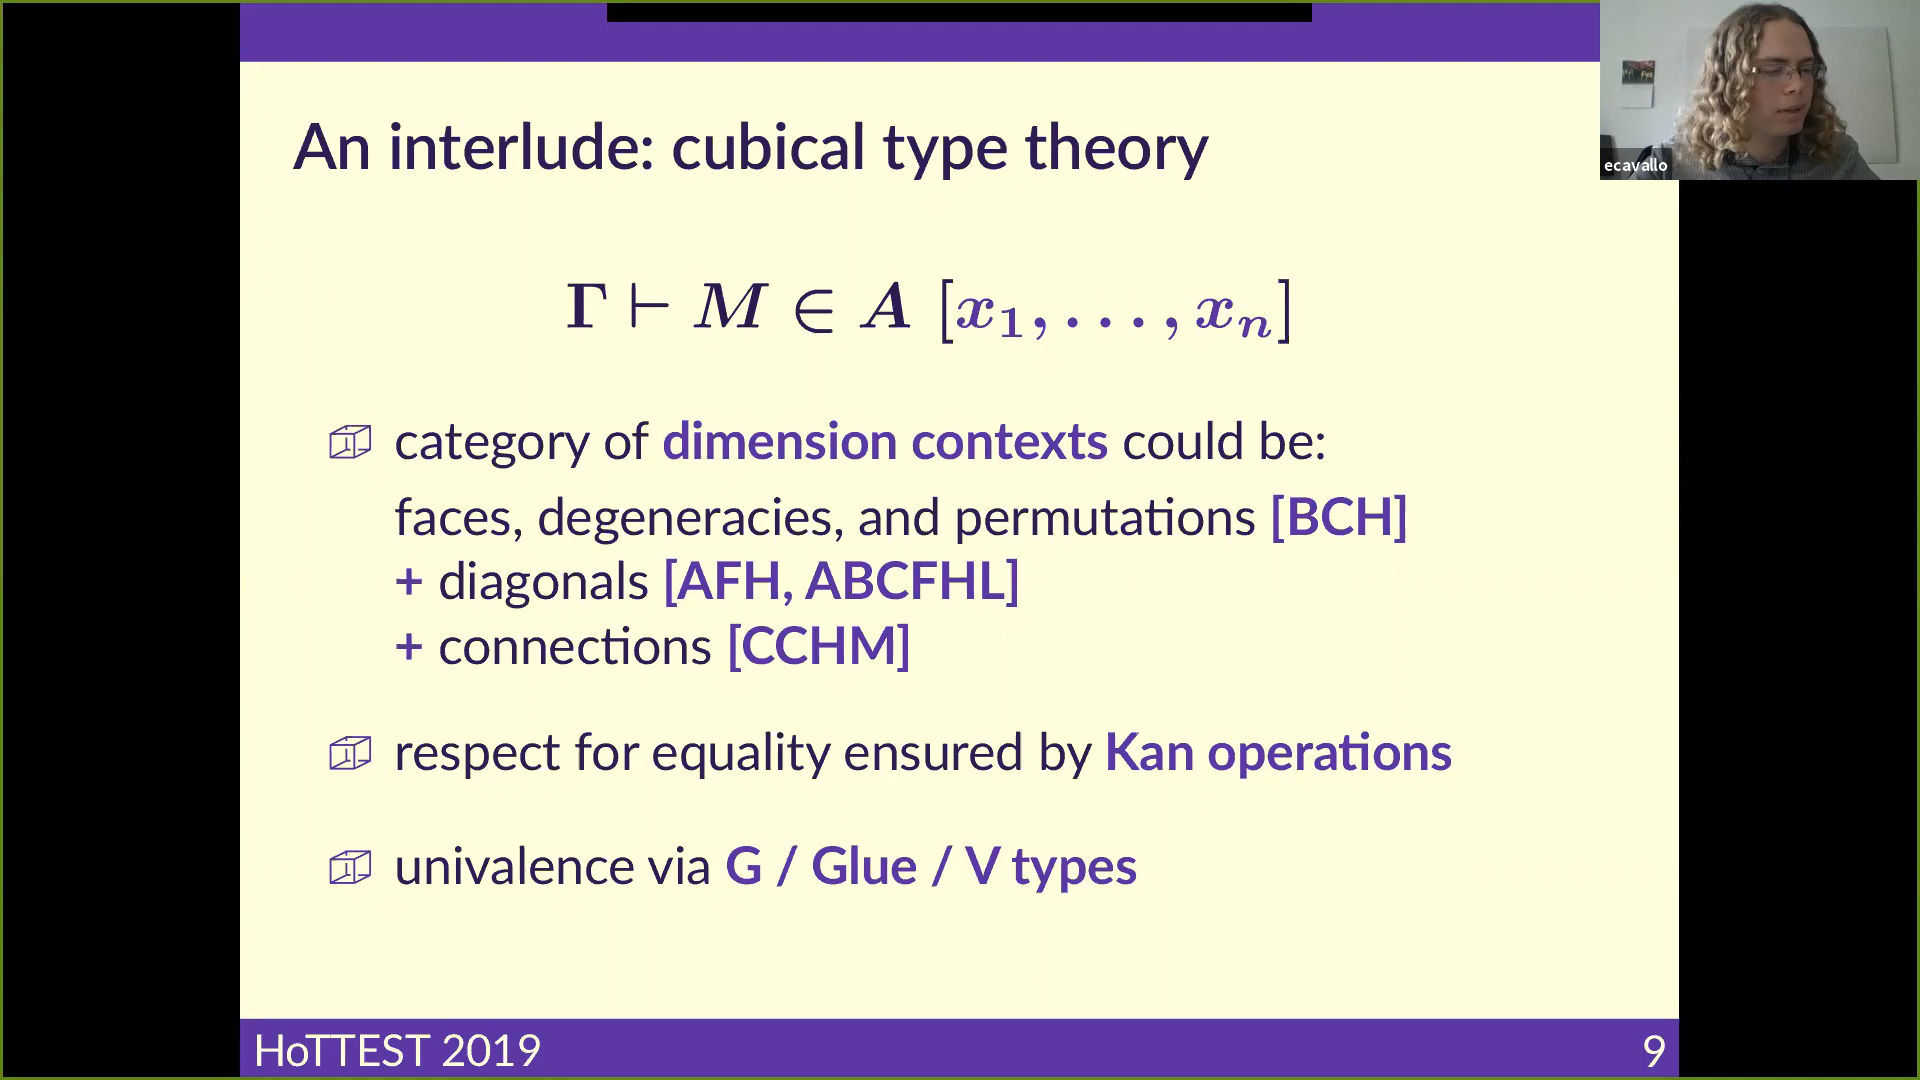 An interlude: cubical type theory
ecavallo
Γ ⊢ M ∈ A [x₁, . . . , xₙ]
category of dimension contexts could be:
faces, degeneracies, and permutations [BCH]
+ diagonals [AFH, ABCFHL]
+ connections [CCHM]
respect for equality ensured by Kan operations
univalence via G / Glue / V types
HoTTEST 2019
9